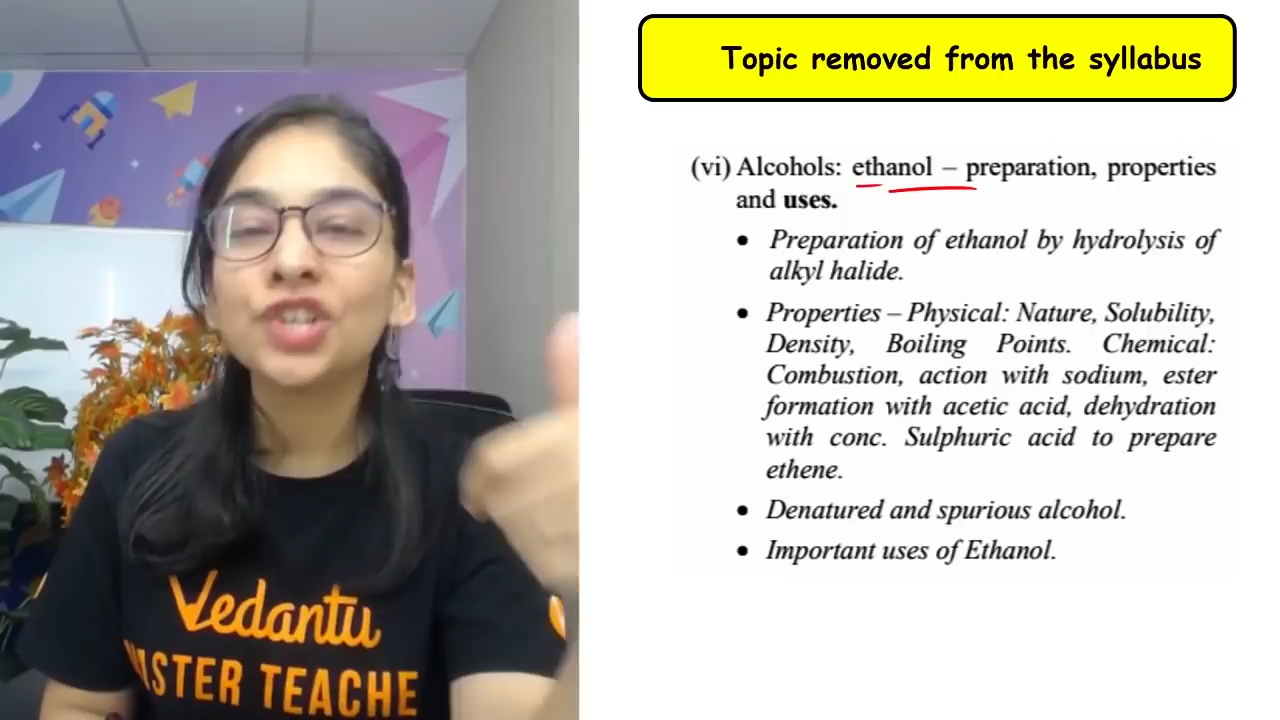 Topic removed from the syllabus
(vi) Alcohols: ethanol – preparation, properties
and uses.
• Preparation of ethanol by hydrolysis of
alkyl halide.
• Properties – Physical: Nature, Solubility,
Density, Boiling Points. Chemical:
Combustion, action with sodium, ester
formation with acetic acid, dehydration
with conc. Sulphuric acid to prepare
ethene.
• Denatured and spurious alcohol.
• Important uses of Ethanol.
Vedantu
TEACHE